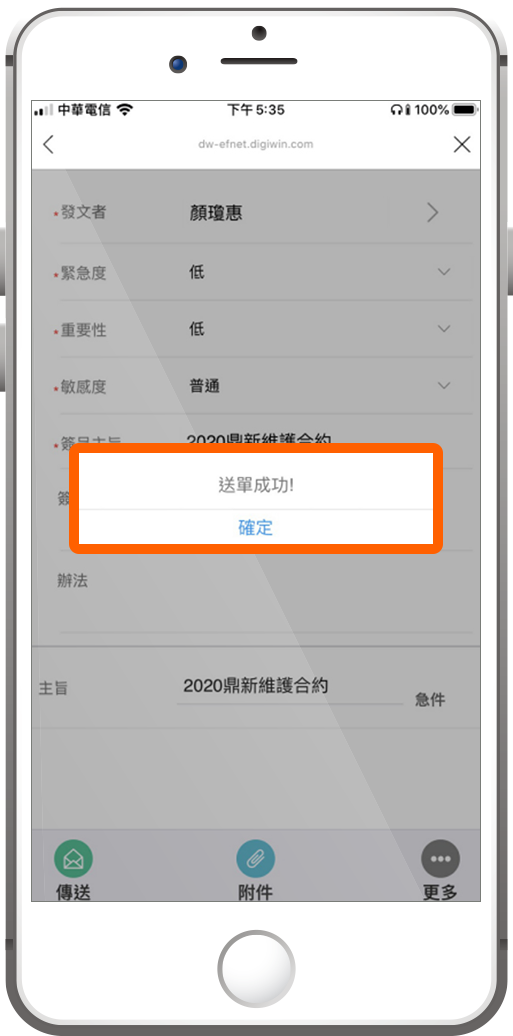 中華電信 下午5:35 100%
dw-efnet.digiwin.com
*發文者 顏瓊惠
*緊急度 低
*重要性 低
*敏感度 普通
*簽呈主旨 2020鼎新維護合約
簽
送單成功!
確定
辦法
主旨 2020鼎新維護合約 急件
傳送 附件 更多